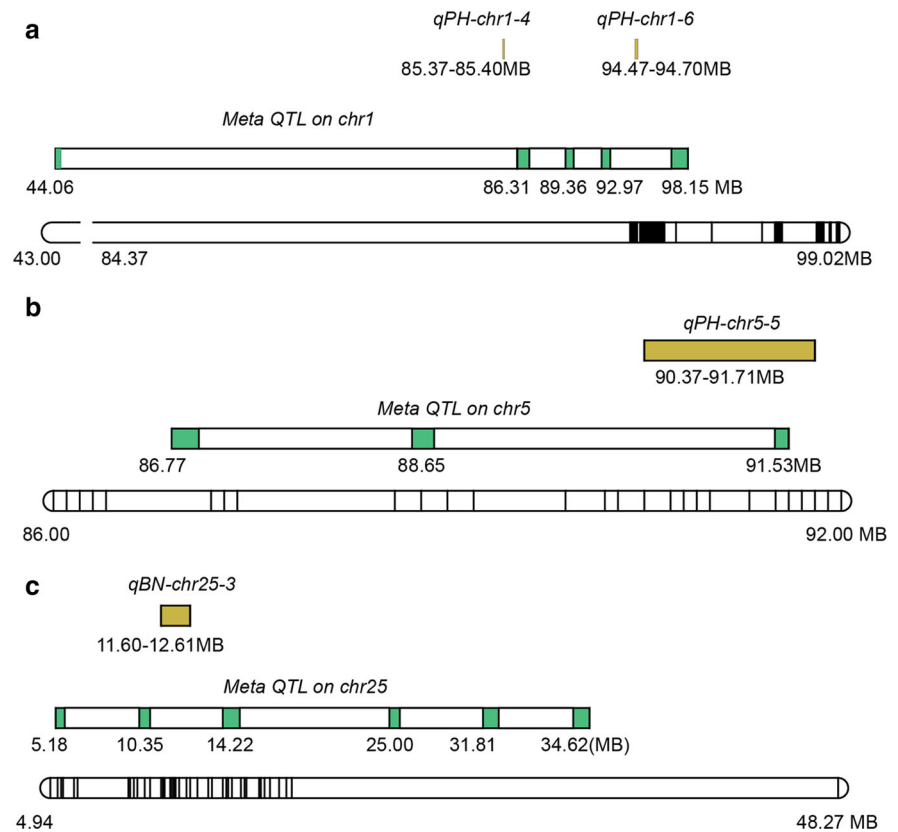 a
qPH-chr1-4
qPH-chr1-6
85.37-85.40MB
94.47-94.70MB
Meta QTL on chr1
44.06
86.31
89.36
92.97
98.15 MB
43.00
84.37
99.02MB
b
qPH-chr5-5
90.37-91.71MB
Meta QTL on chr5
86.77
88.65
91.53MB
86.00
92.00 MB
c
qBN-chr25-3
11.60-12.61MB
Meta QTL on chr25
5.18
10.35
14.22
25.00
31.81
34.62(MB)
4.94
48.27 MB